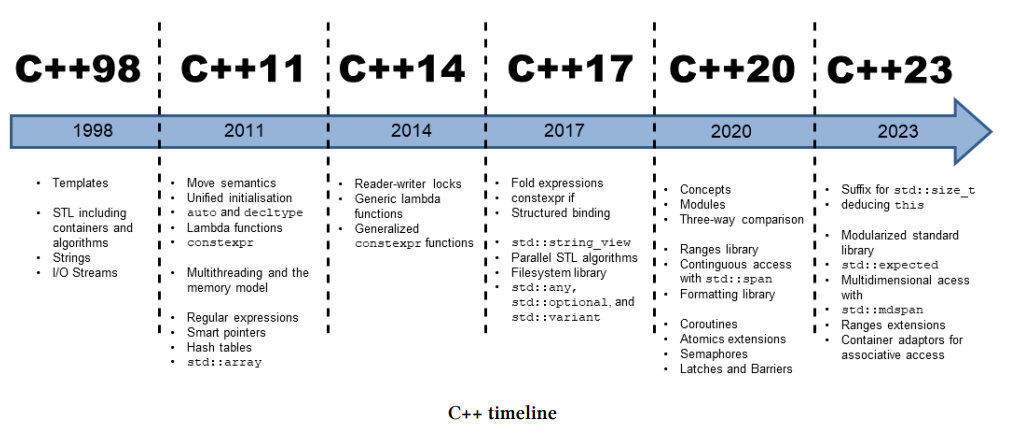 C++98
C++11
C++14
C++17
C++20
C++23
1998
2011
2014
2017
2020
2023
• Templates
• STL including
containers and
algorithms
• Strings
• I/O Streams
• Move semantics
• Unified initialisation
• auto and decltype
• Lambda functions
• constexpr
• Multithreading and the
memory model
• Regular expressions
• Smart pointers
• Hash tables
• std::array
• Reader-writer locks
• Generic lambda
functions
• Generalized
constexpr functions
• Fold expressions
• constexpr if
• Structured binding
• std::string_view
• Parallel STL algorithms
• Filesystem library
• std::any,
std::optional, and
std::variant
• Concepts
• Modules
• Three-way comparison
• Ranges library
• Continguous access
with std::span
• Formatting library
• Coroutines
• Atomics extensions
• Semaphores
• Latches and Barriers
• Suffix for std::size_t
• deducing this
• Modularized standard
library
• std::expected
• Multidimensional acess
with
• std::mdspan
• Ranges extensions
• Container adaptors for
associative access
C++ timeline